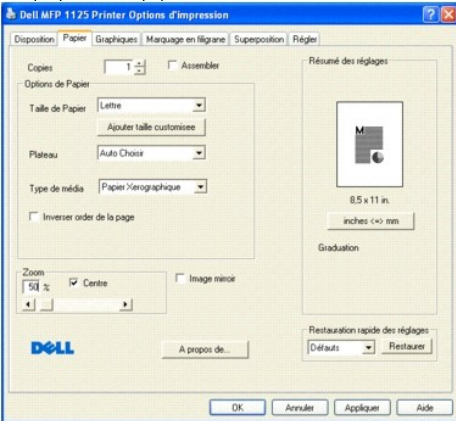 Dell MFP 1125 Printer Options d'impression
Disposition Papier Graphiques Marquage en filigrane Superposition Régler
Copies 1 Assembler
Options de Papier
Taille de Papier Lettre
Ajouter taille customisee
Plateau Auto Choisir
Type de média Papier Xerographique
Inverser order de la page
Zoom
50 % Centre
Image mirroir
DELL
A propos de...
Résumé des réglages
M
8,5 x 11 in.
inches <=> mm
Graduation
Restauration rapide des réglages
Défauts Restaurer
OK Annuler Appliquer Aide